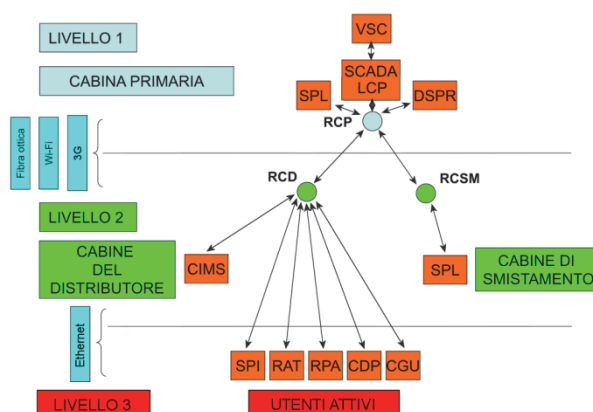 LIVELLO 1
CABINA PRIMARIA
VSC
SCADA
LCP
SPL
DSPR
RCP
Fibra ottica
Wi-Fi
3G
RCD
RCSM
LIVELLO 2
CABINE
DEL
DISTRIBUTORE
CIMS
SPL
CABINE DI
SMISTAMENTO
Ethernet
SPI
RAT
RPA
CDP
CGU
LIVELLO 3
UTENTI ATTIVI